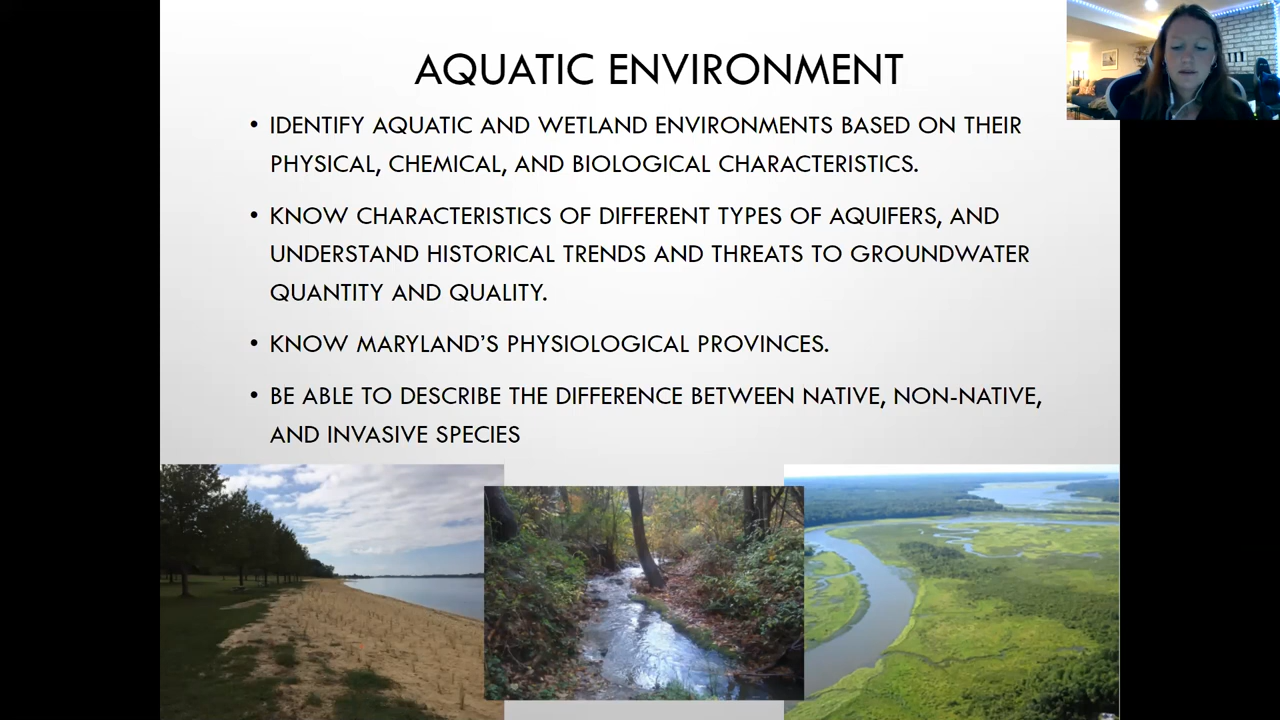 AQUATIC ENVIRONMENT
• IDENTIFY AQUATIC AND WETLAND ENVIRONMENTS BASED ON THEIR
PHYSICAL, CHEMICAL, AND BIOLOGICAL CHARACTERISTICS.
• KNOW CHARACTERISTICS OF DIFFERENT TYPES OF AQUIFERS, AND
UNDERSTAND HISTORICAL TRENDS AND THREATS TO GROUNDWATER
QUANTITY AND QUALITY.
• KNOW MARYLAND’S PHYSIOLOGICAL PROVINCES.
• BE ABLE TO DESCRIBE THE DIFFERENCE BETWEEN NATIVE, NON-NATIVE,
AND INVASIVE SPECIES